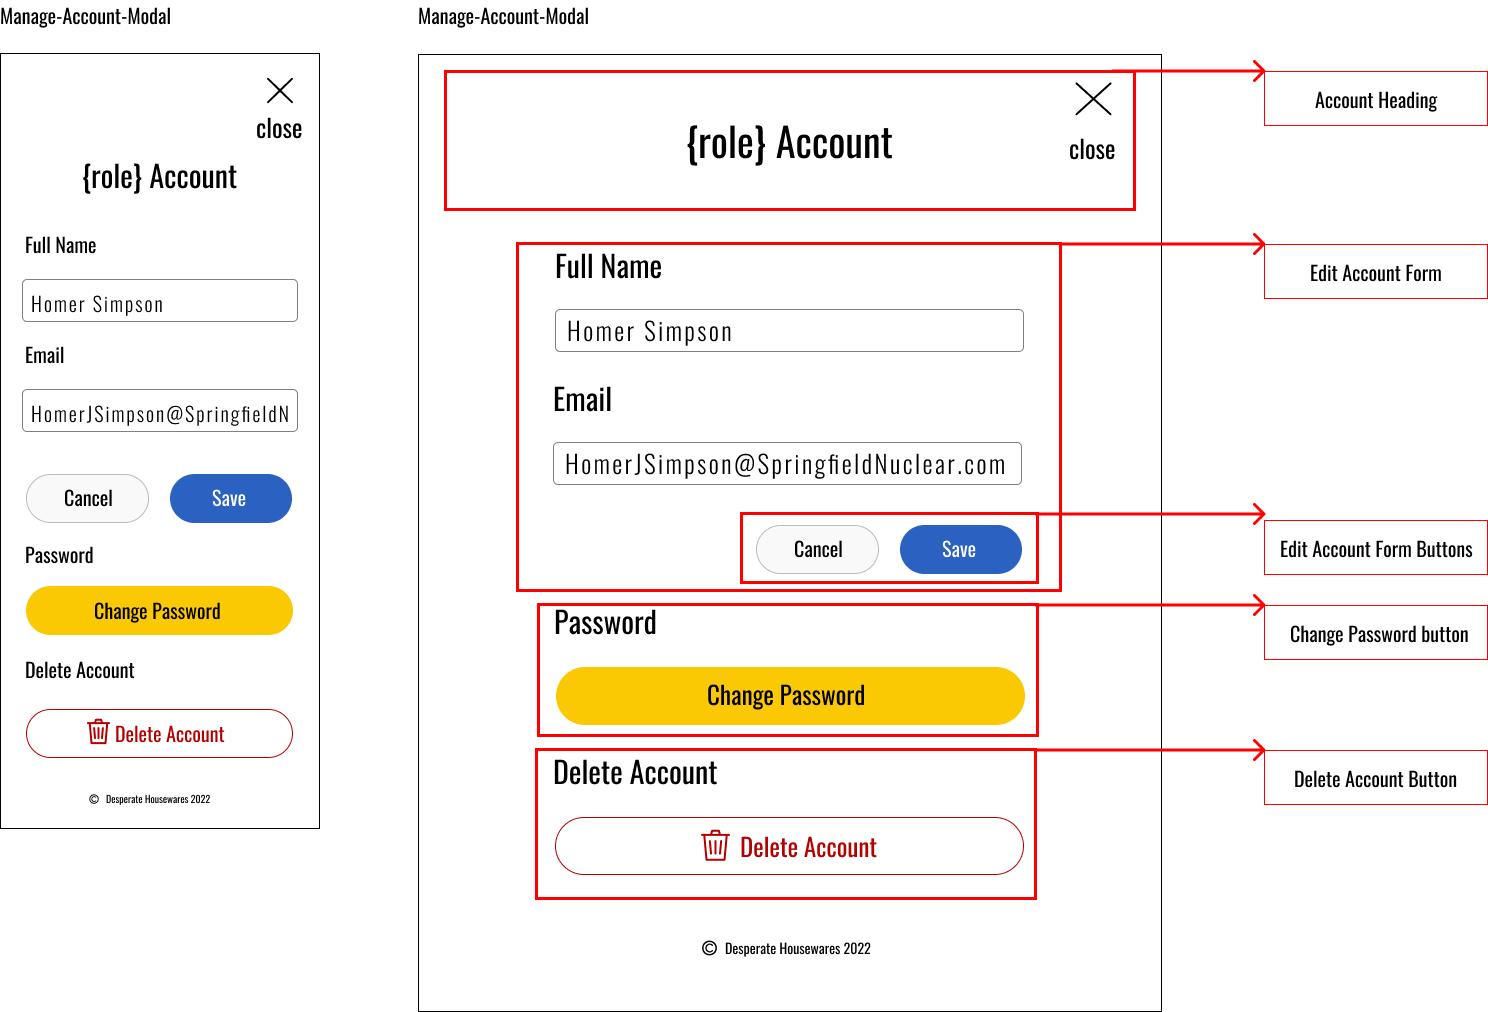 Manage-Account-Modal
close
{role} Account
Full Name
Homer Simpson
Email
HomerJSimpson@SpringfieldN
Cancel
Save
Password
Change Password
Delete Account
Delete Account
© Desperate Housewares 2022
Manage-Account-Modal
{role} Account
close
Full Name
Homer Simpson
Email
HomerJSimpson@SpringfieldNuclear.com
Cancel
Save
Password
Change Password
Delete Account
Delete Account
© Desperate Housewares 2022
Account Heading
Edit Account Form
Edit Account Form Buttons
Change Password button
Delete Account Button